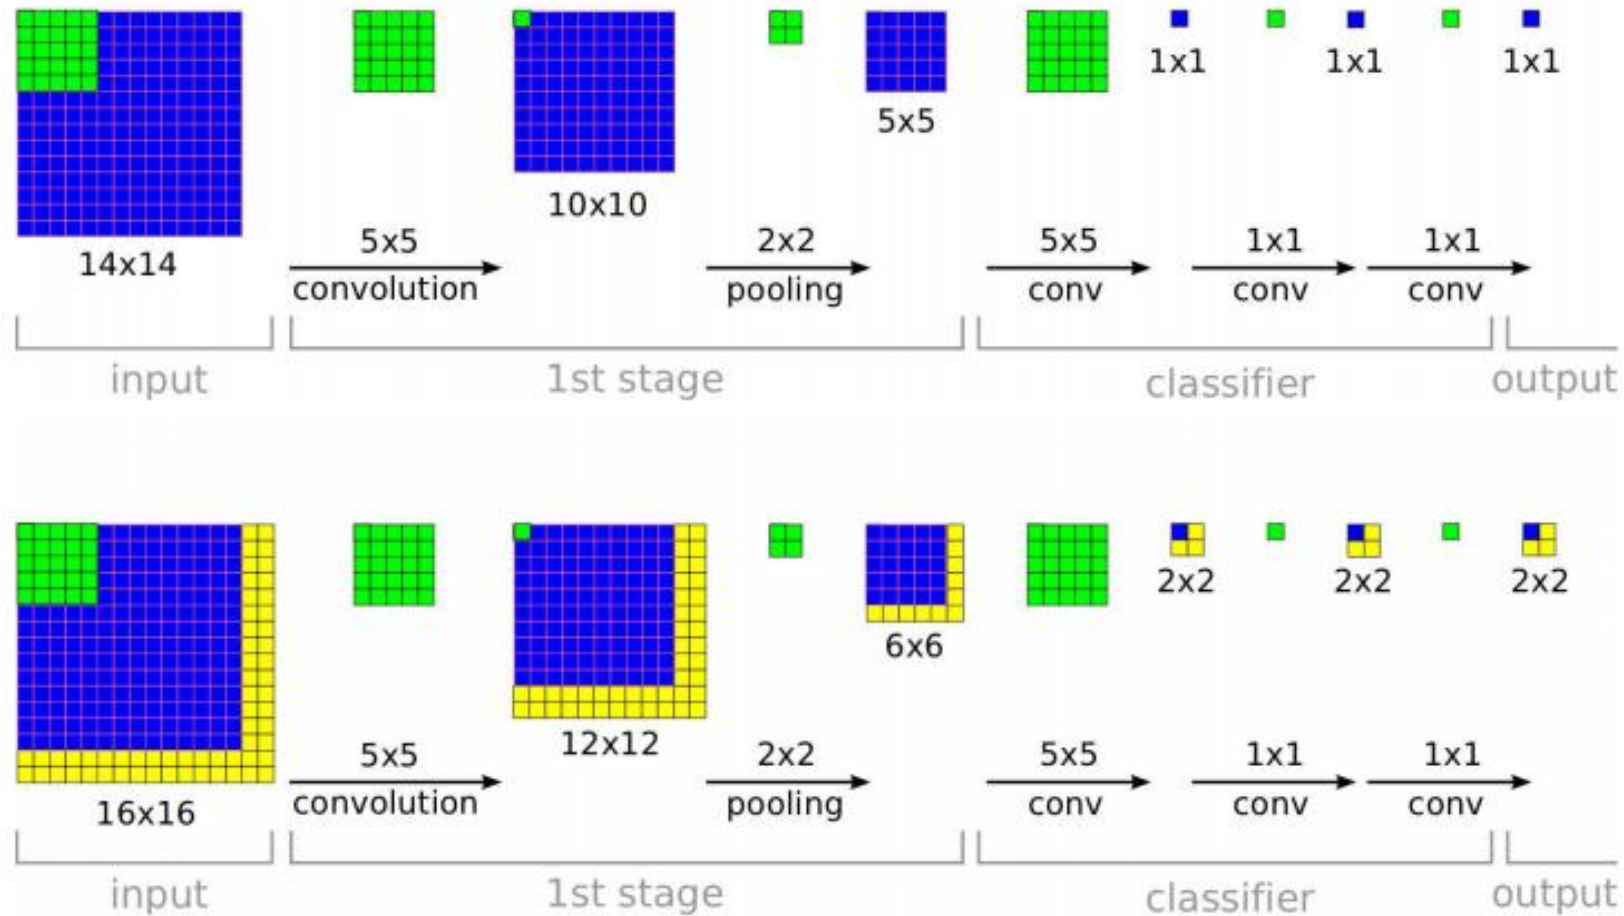 1x1 1x1 1x1
5x5
10x10
14x14
5x5 2x2 5x5 1x1 1x1
convolution pooling conv conv conv
input 1st stage classifier output
2x2 2x2 2x2
6x6
12x12
16x16
5x5 2x2 5x5 1x1 1x1
convolution pooling conv conv conv
input 1st stage classifier output